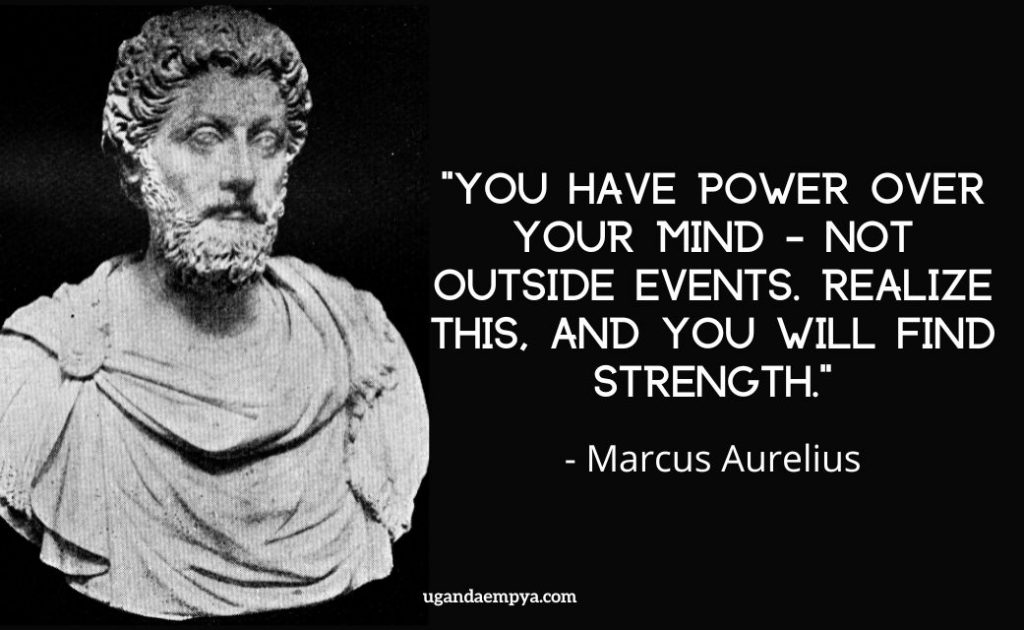 "YOU HAVE POWER OVER
YOUR MIND - NOT
OUTSIDE EVENTS. REALIZE
THIS, AND YOU WILL FIND
STRENGTH."
- Marcus Aurelius
ugandaempya.com